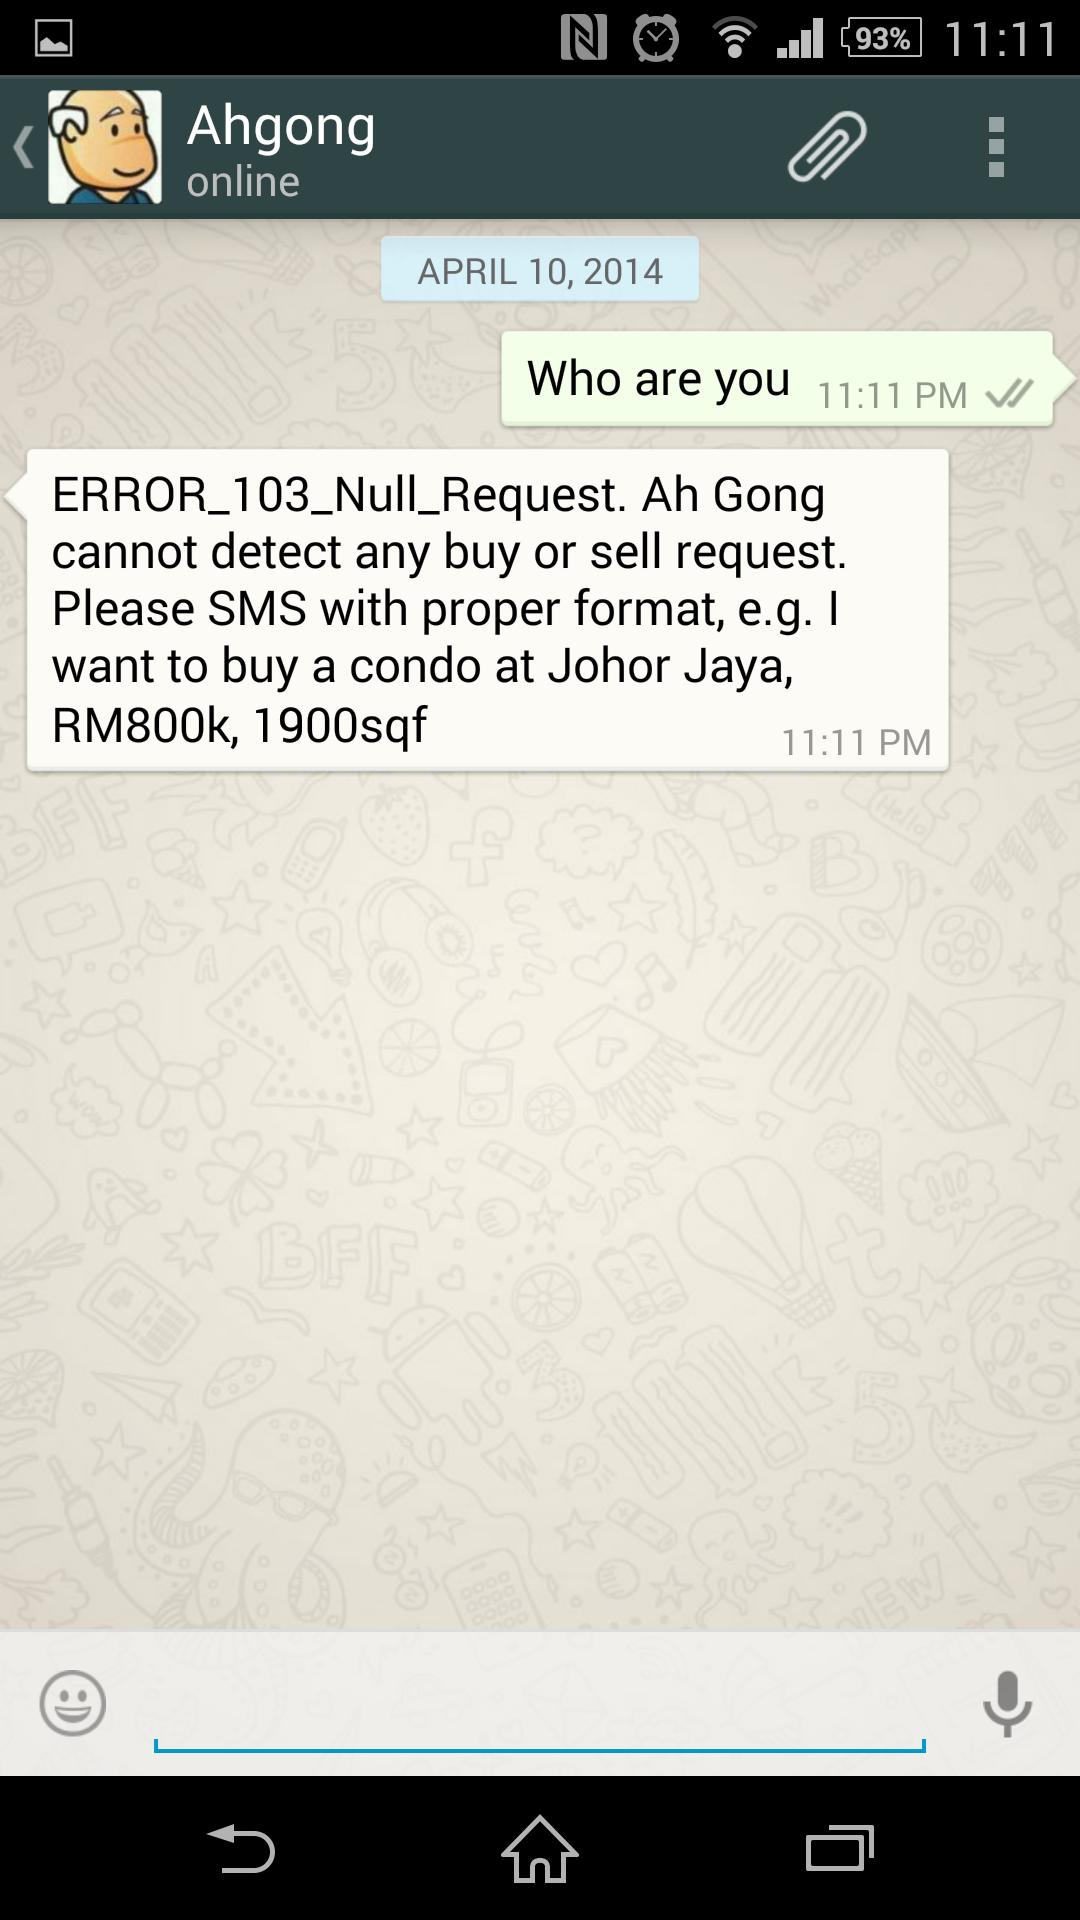 93% 11:11
Ahgong
online
APRIL 10, 2014
Who are you 11:11 PM
ERROR_103_Null_Request. Ah Gong
cannot detect any buy or sell request.
Please SMS with proper format, e.g. I
want to buy a condo at Johor Jaya,
RM800k, 1900sqf
11:11 PM